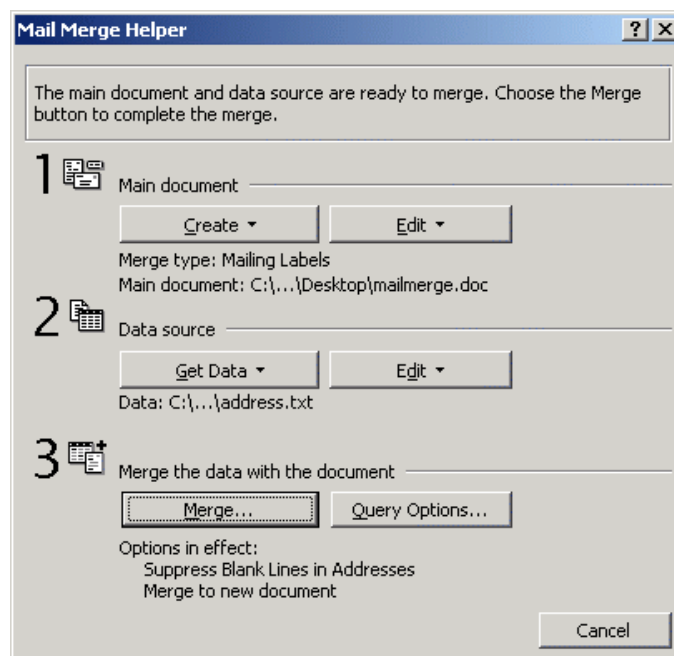 Mail Merge Helper
The main document and data source are ready to merge. Choose the Merge
button to complete the merge.
1
Main document
Create Edit
Merge type: Mailing Labels
Main document: C:\...\Desktop\mailmerge.doc
2
Data source
Get Data Edit
Data: C:\...\address.txt
3
Merge the data with the document
Merge... Query Options...
Options in effect:
Suppress Blank Lines in Addresses
Merge to new document
Cancel